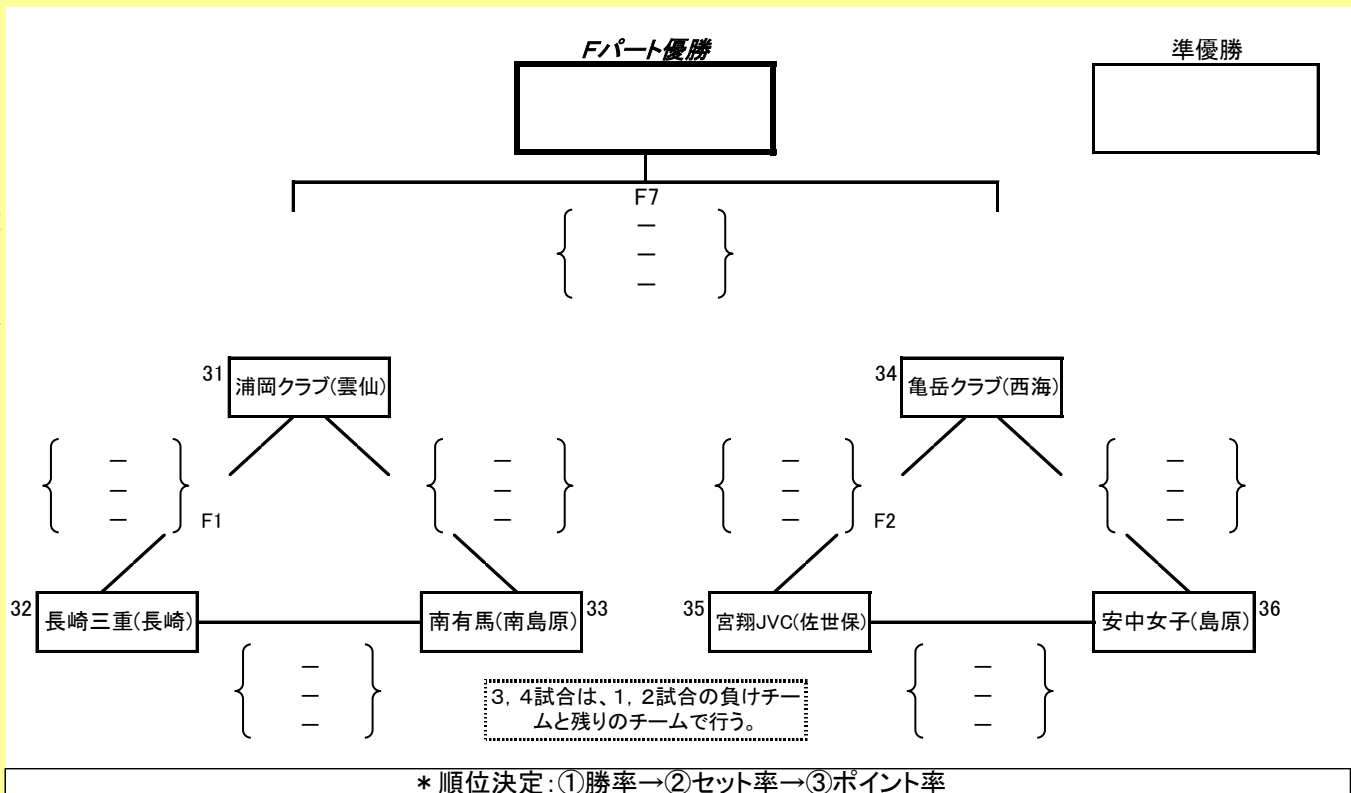 Fパート優勝
準優勝
F7
－
－
－
31
浦岡クラブ(雲仙)
34
亀岳クラブ(西海)
－
－
－
F1
－
－
－
－
－
－
F2
－
－
－
32
長崎三重(長崎)
南有馬(南島原)
33
35
宮翔JVC(佐世保)
安中女子(島原)
36
－
－
－
3，4試合は、1，2試合の負けチー
ムと残りのチームで行う。
－
－
－
＊順位決定:①勝率→②セット率→③ポイント率